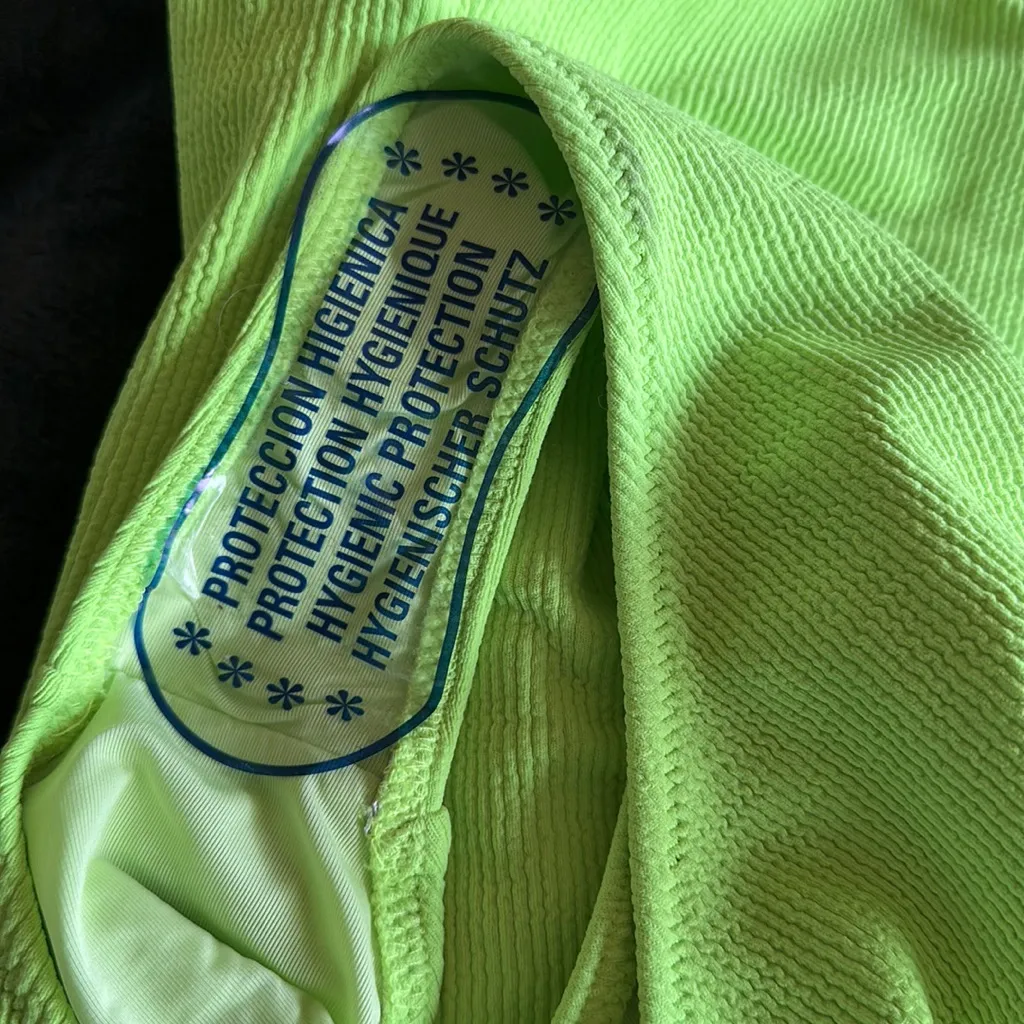 PROTECCION HIGIENICA
PROTECTION HYGIENIQUE
HYGIENIC PROTECTION
HYGIENISCHER SCHUTZ